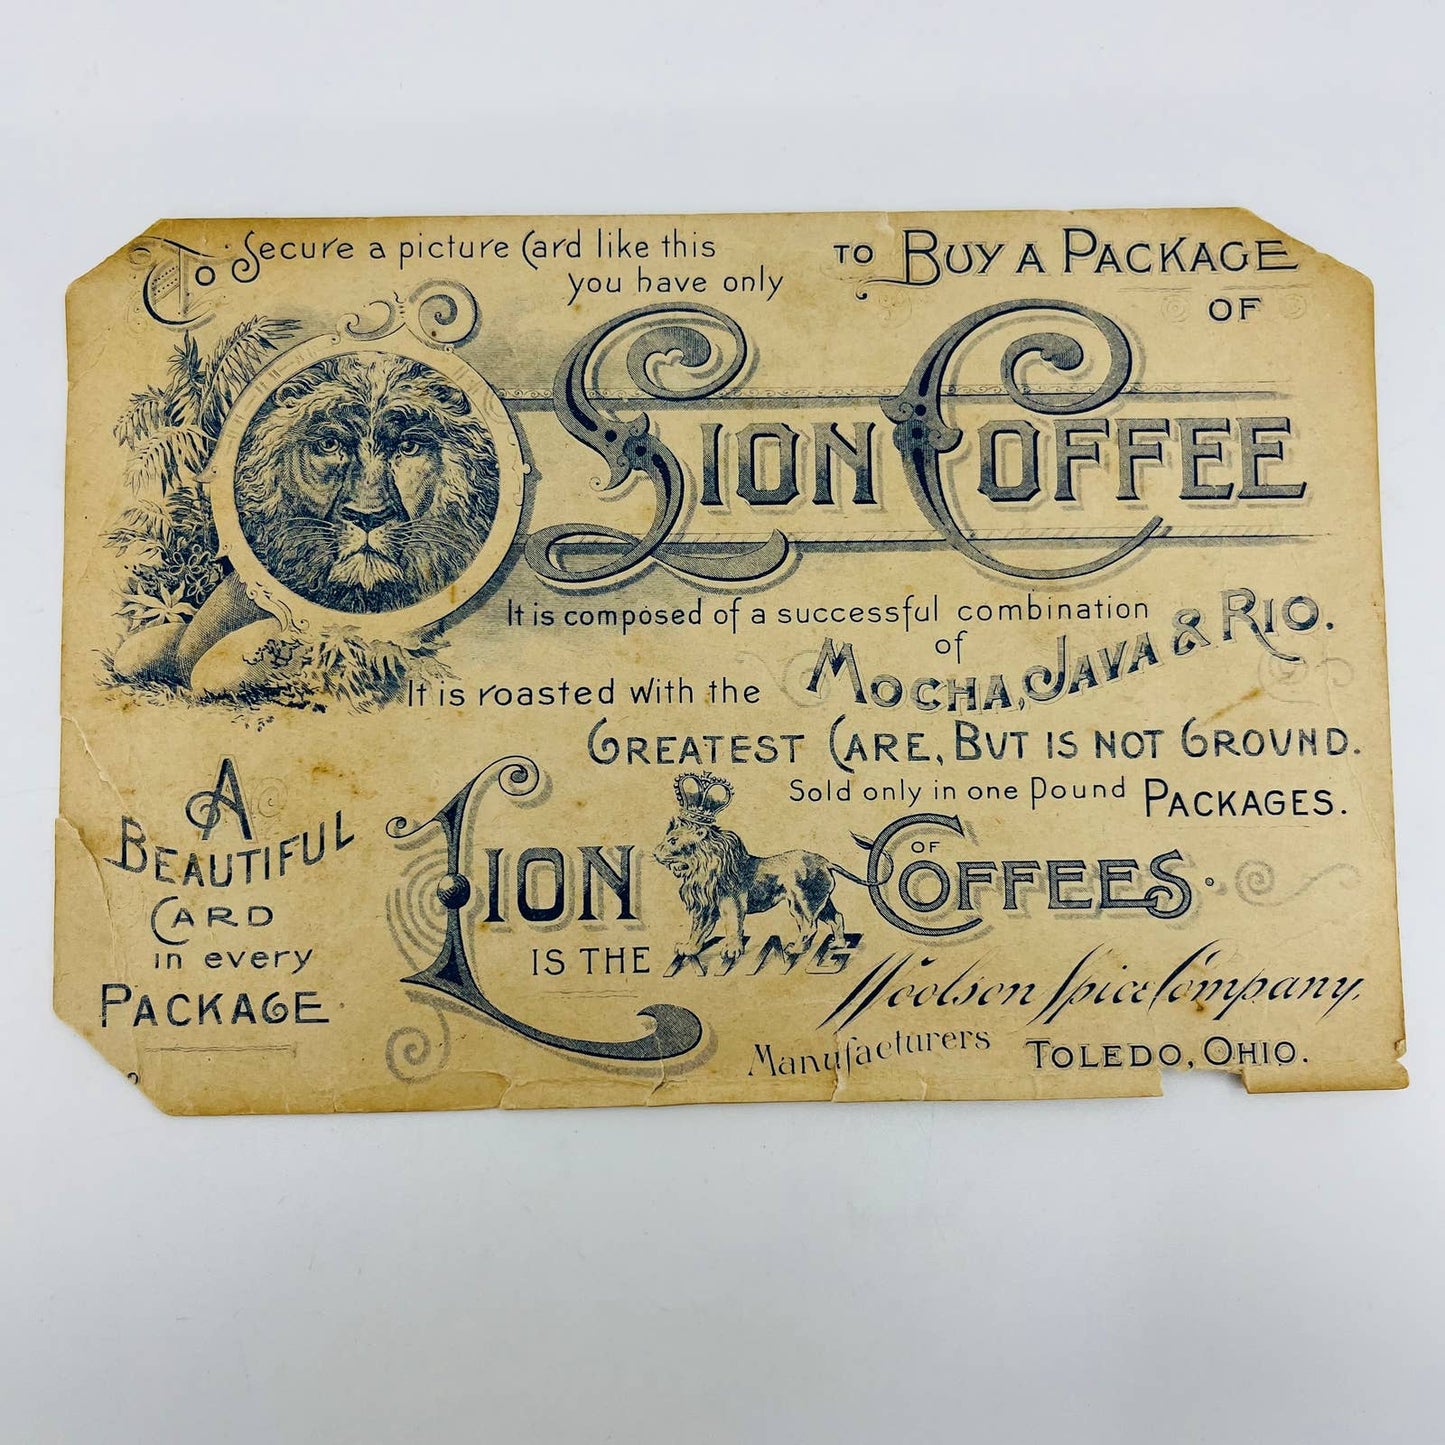 To Secure a picture Card like this
you have only
TO BUY A PACKAGE
OF
LION COFFEE
It is composed of a successful combination
of
MOCHA, JAVA & RIO.
It is roasted with the
GREATEST CARE, BUT IS NOT GROUND.
Sold only in one Pound PACKAGES.
A
BEAUTIFUL
CARD
in every
PACKAGE.
LION
IS THE KING
OF
COFFEES.
Woolson Spice Company,
Manufacturers TOLEDO, OHIO.